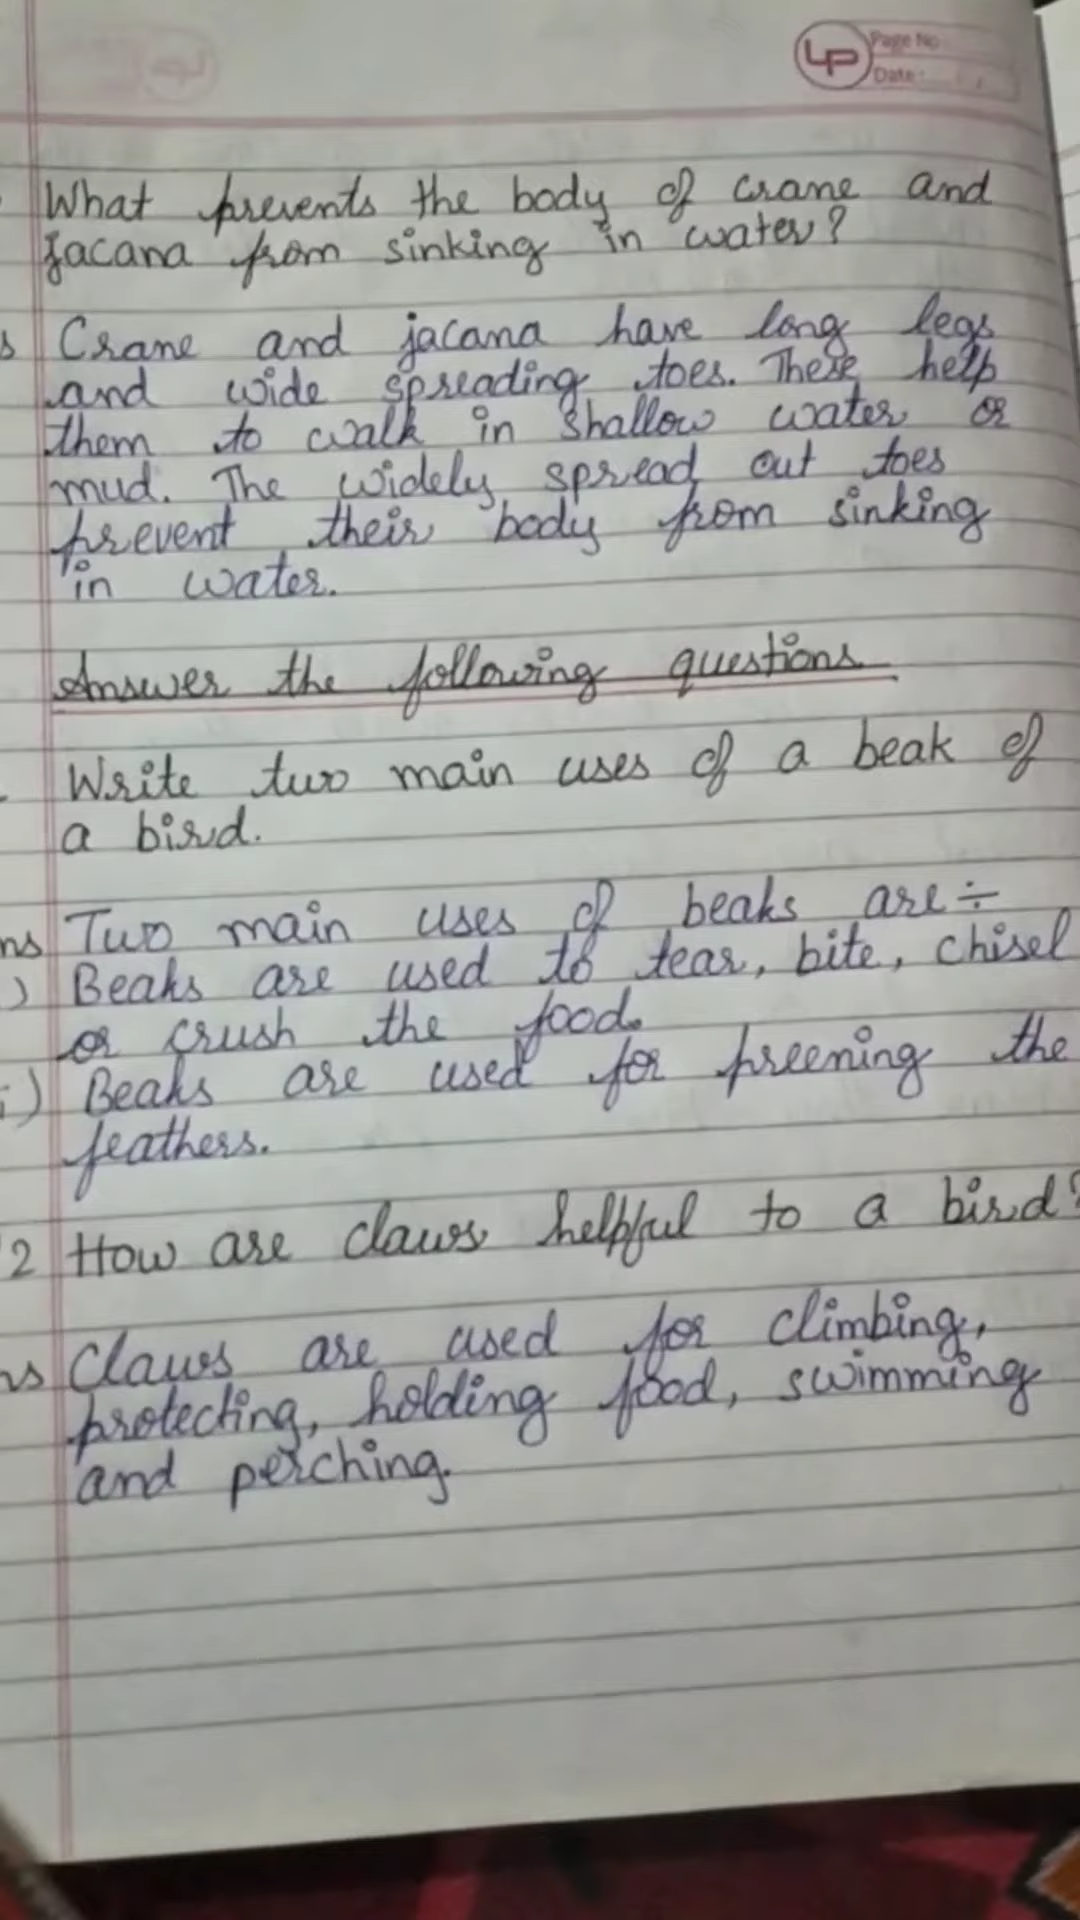 LP Page No
Date:
What prevents the body of crane and
Jacana from sinking in water?
s Crane and jacana have long legs
and wide spreading toes. These help
them to walk in shallow water or
mud. The widely spread out toes
prevent their body from sinking
in water.
Answer the following questions.
Write two main uses of a beak of
a bird.
ns Two main uses of beaks are ÷
) Beaks are used to tear, bite, chisel
or crush the food.
i) Beaks are used for preening the
feathers.
2 How are claws helpful to a bird?
ns Claws are used for climbing,
protecting, holding food, swimming
and perching.